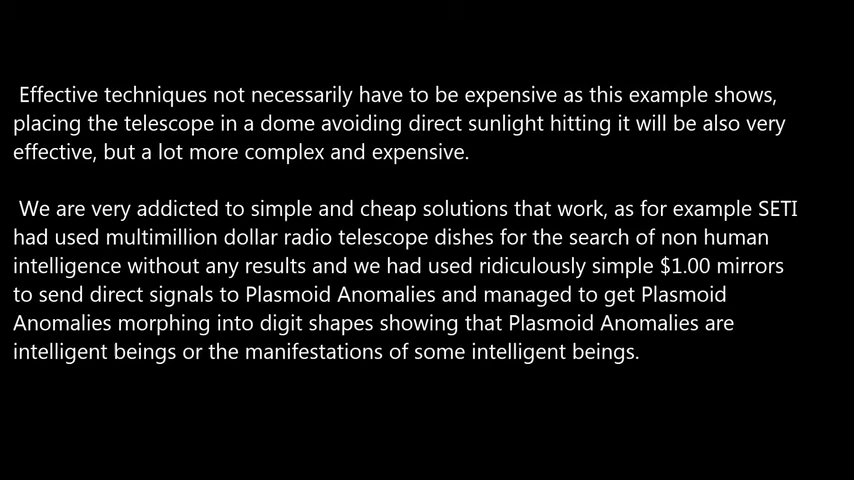 Effective techniques not necessarily have to be expensive as this example shows,
placing the telescope in a dome avoiding direct sunlight hitting it will be also very
effective, but a lot more complex and expensive.
We are very addicted to simple and cheap solutions that work, as for example SETI
had used multimillion dollar radio telescope dishes for the search of non human
intelligence without any results and we had used ridiculously simple $1.00 mirrors
to send direct signals to Plasmoid Anomalies and managed to get Plasmoid
Anomalies morphing into digit shapes showing that Plasmoid Anomalies are
intelligent beings or the manifestations of some intelligent beings.